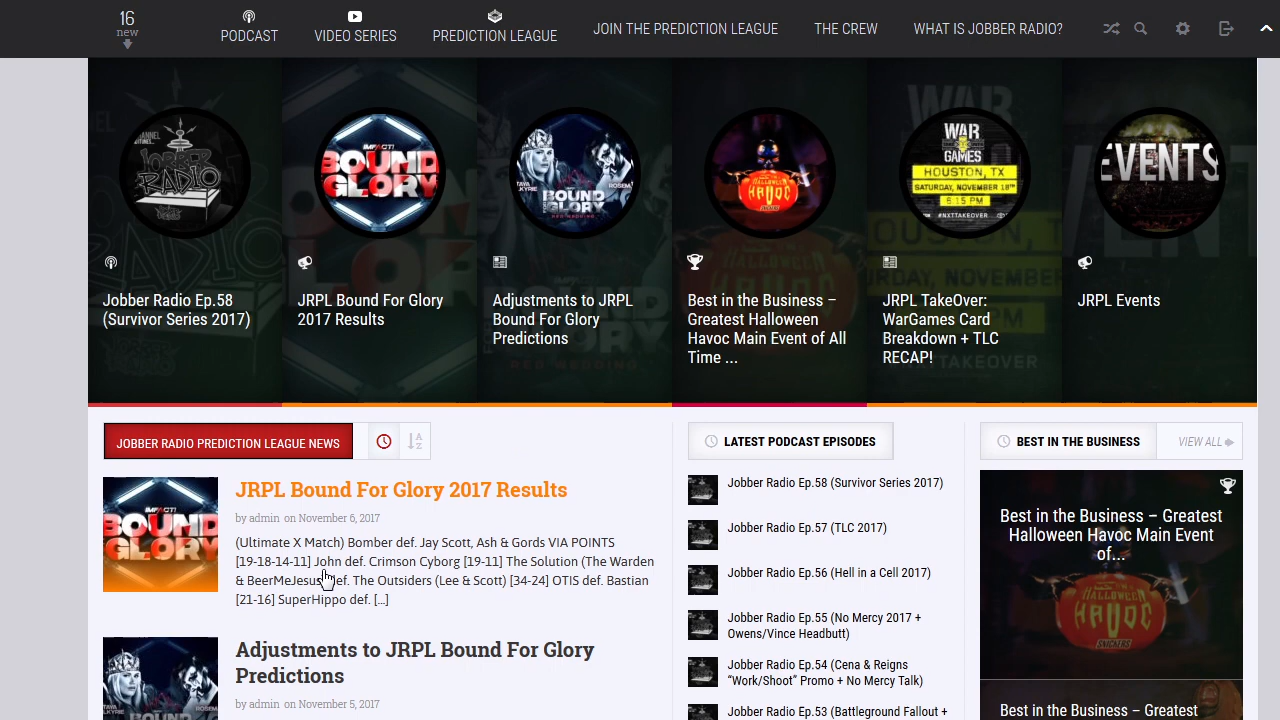 16
new
PODCAST
VIDEO SERIES
PREDICTION LEAGUE
JOIN THE PREDICTION LEAGUE
THE CREW
WHAT IS JOBBER RADIO?
JOBBER
RADIO
IMPACT!
BOUND
GLORY
TAYA
BOUND
GLORY
HALLOWEEN
HAVOC
WAR
GAMES
HOUSTON, TX
SATURDAY, NOVEMBER 18TH
6:15 PM
#NXTTAKEOVER
EVENTS
Jobber Radio Ep.58
(Survivor Series 2017)
JRPL Bound For Glory
2017 Results
Adjustments to JRPL
Bound For Glory
Predictions
Best in the Business –
Greatest Halloween
Havoc Main Event of All
Time ...
JRPL TakeOver:
WarGames Card
Breakdown + TLC
RECAP!
JRPL Events
JOBBER RADIO PREDICTION LEAGUE NEWS
A
Z
JRPL Bound For Glory 2017 Results
by admin on November 6, 2017
(Ultimate X Match) Bomber def. Jay Scott, Ash & Gords VIA POINTS
[19-18-14-11] John def. Crimson Cyborg [19-11] The Solution (The Warden
& BeerMeJesus) def. The Outsiders (Lee & Scott) [34-24] OTIS def. Bastian
[21-16] SuperHippo def. [...]
Adjustments to JRPL Bound For Glory
Predictions
by admin on November 5, 2017
LATEST PODCAST EPISODES
Jobber Radio Ep.58 (Survivor Series 2017)
Jobber Radio Ep.57 (TLC 2017)
Jobber Radio Ep.56 (Hell in a Cell 2017)
Jobber Radio Ep.55 (No Mercy 2017 +
Owens/Vince Headbutt)
Jobber Radio Ep.54 (Cena & Reigns
“Work/Shoot” Promo + No Mercy Talk)
Jobber Radio Ep.53 (Battleground Fallout +
BEST IN THE BUSINESS
VIEW ALL
Best in the Business – Greatest
Halloween Havoc Main Event
of...
HALLOWEEN
HAVOC
SNICKERS
Best in the Business – Greatest